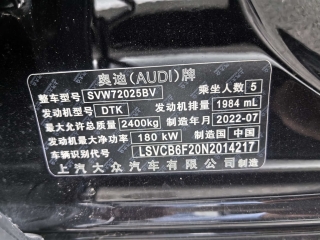 奥迪(AUDI)牌
整车型号 SVW72025BV 乘坐人数 5
发动机型号 DTK 发动机排量 1984 mL
最大允许总质量 2400kg 制造年月 2022-07
发动机最大净功率 180 kW 制造国 中国
车辆识别代号 LSVCB6F20N2014217
上汽大众汽车有限公司 制造